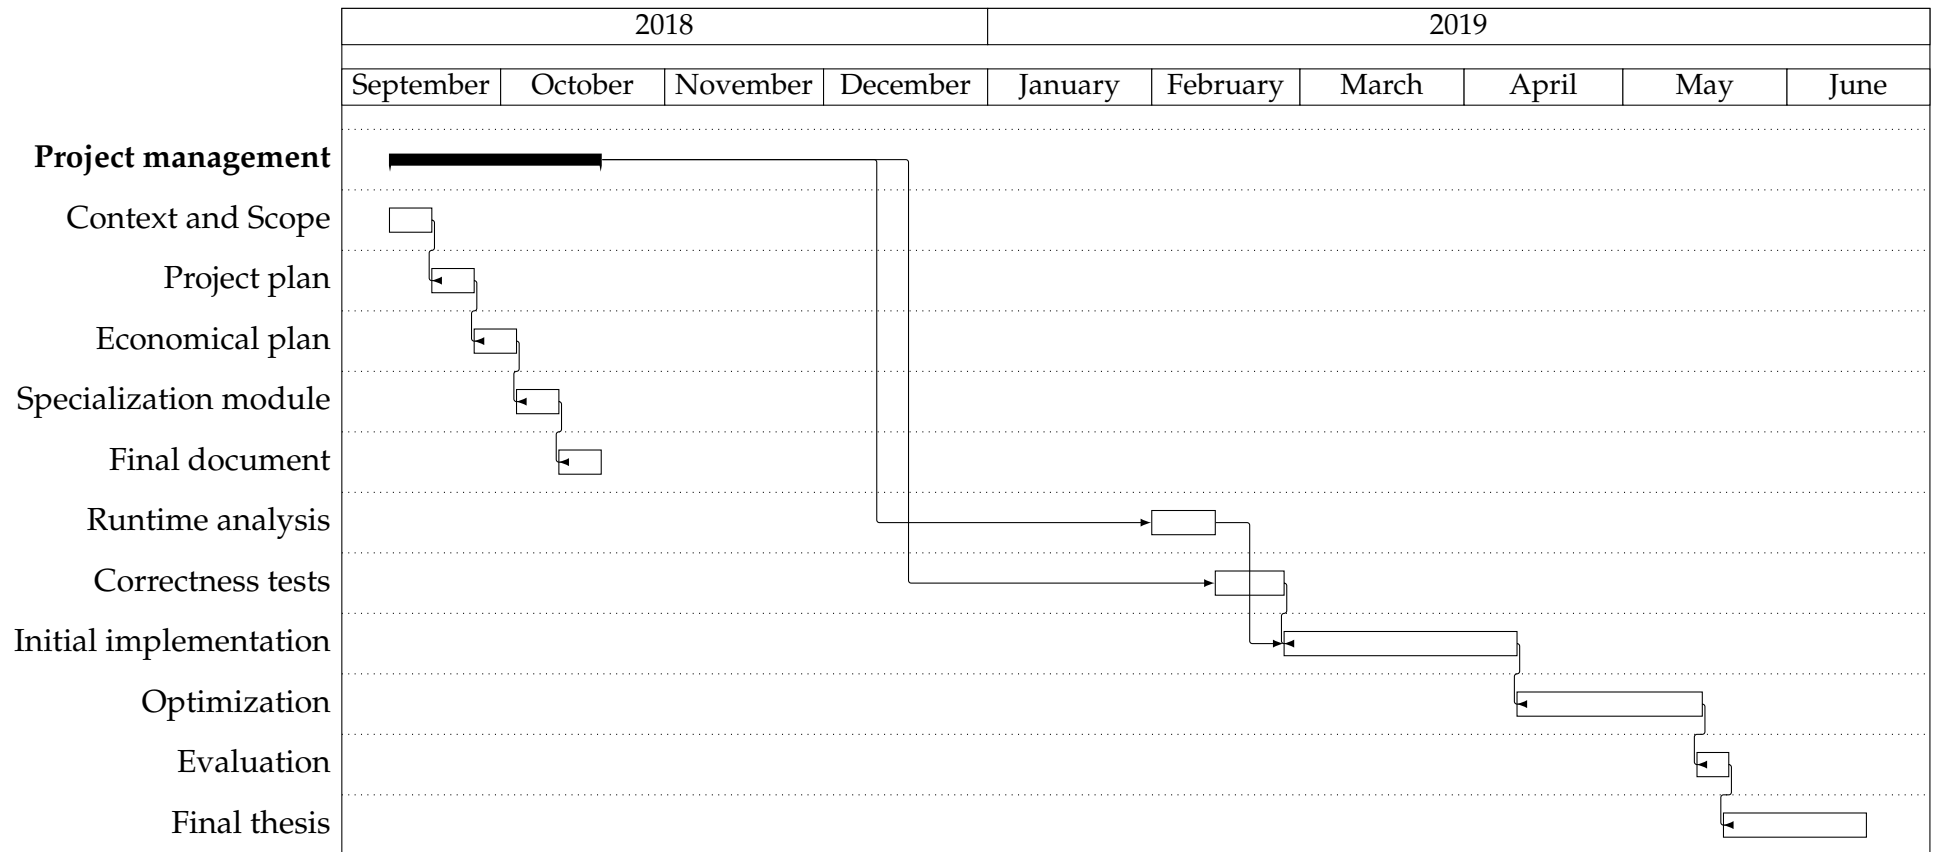 2018 2019
September October November December January February March April May June
Project management
Context and Scope
Project plan
Economical plan
Specialization module
Final document
Runtime analysis
Correctness tests
Initial implementation
Optimization
Evaluation
Final thesis